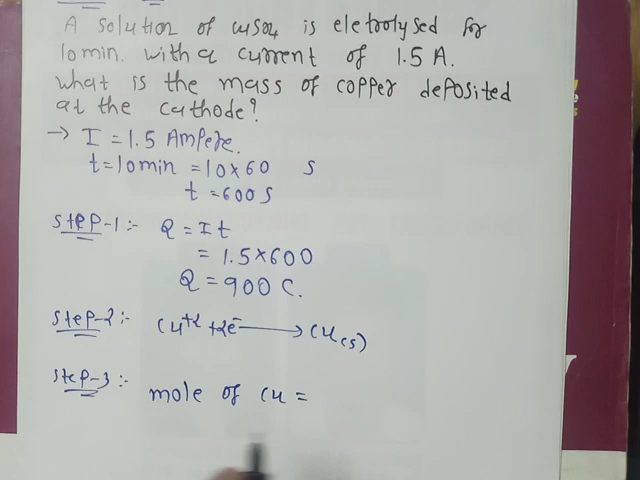 A solution of CuSO4 is eletrolysed for
10 min. with a current of 1.5 A.
what is the mass of copper deposited
at the cathode?
→ I = 1.5 Ampere.
t = 10 min = 10 × 60 s
t = 600 s
Step-1:- Q = It
= 1.5 × 600
Q = 900 C.
Step-2:- Cu+2 + 2e- → Cu(s)
Step-3:- mole of Cu =